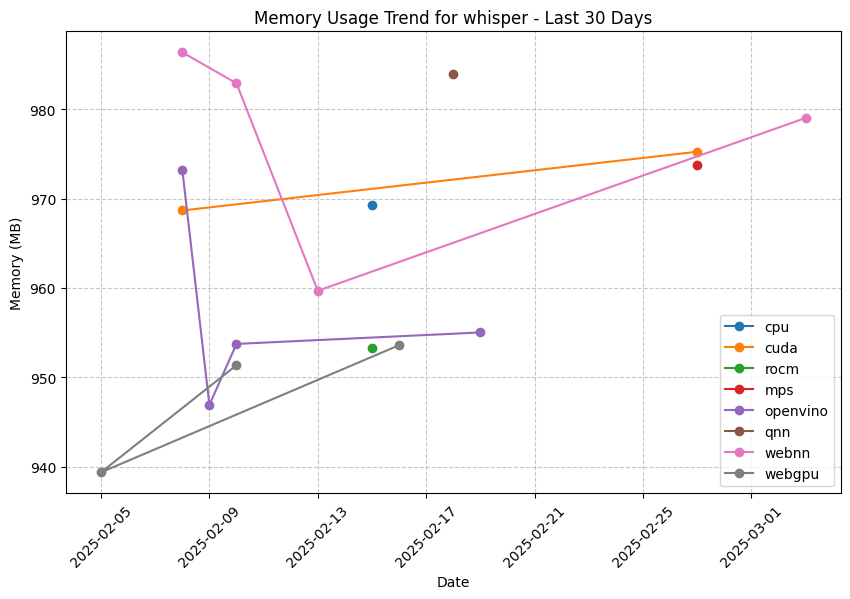 Memory Usage Trend for whisper - Last 30 Days
Memory (MB)
980
970
960
950
940
cpu
cuda
rocm
mps
openvino
qnn
webnn
webgpu
2025-02-05
2025-02-09
2025-02-13
2025-02-17
2025-02-21
2025-02-25
2025-03-01
Date